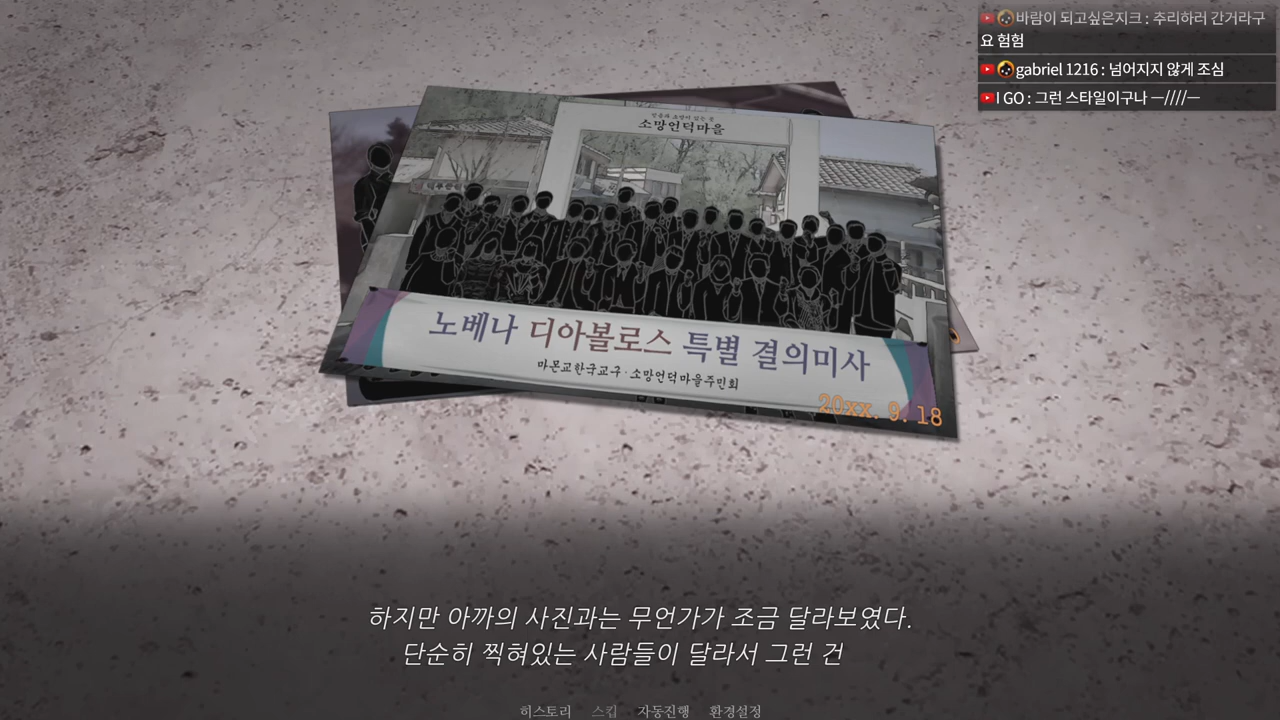 바람이 되고싶은지크 : 추리하러 간거라구
요 험험
gabriel 1216 : 넘어지지 않게 조심
I GO : 그런 스타일이구나 —////—
소망언덕마을
노베나 디아볼로스 특별 결의미사
마몬교한국교구·소망언덕마을주민회
20xx. 9. 18
하지만 아까의 사진과는 무언가가 조금 달라보였다.
단순히 찍혀있는 사람들이 달라서 그런 건
히스토리 스킵 자동진행 환경설정